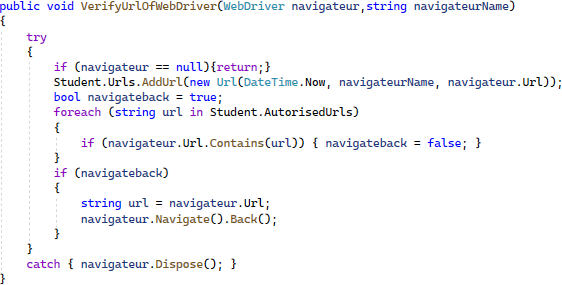 public void VerifyUrlOfWebDriver(WebDriver navigateur,string navigateurName)
{
try
{
if (navigateur == null){return;}
Student.Urls.AddUrl(new Url(DateTime.Now, navigateurName, navigateur.Url));
bool navigateback = true;
foreach (string url in Student.AutorisedUrls)
{
if (navigateur.Url.Contains(url)) { navigateback = false; }
}
if (navigateback)
{
string url = navigateur.Url;
navigateur.Navigate().Back();
}
}
catch { navigateur.Dispose(); }
}